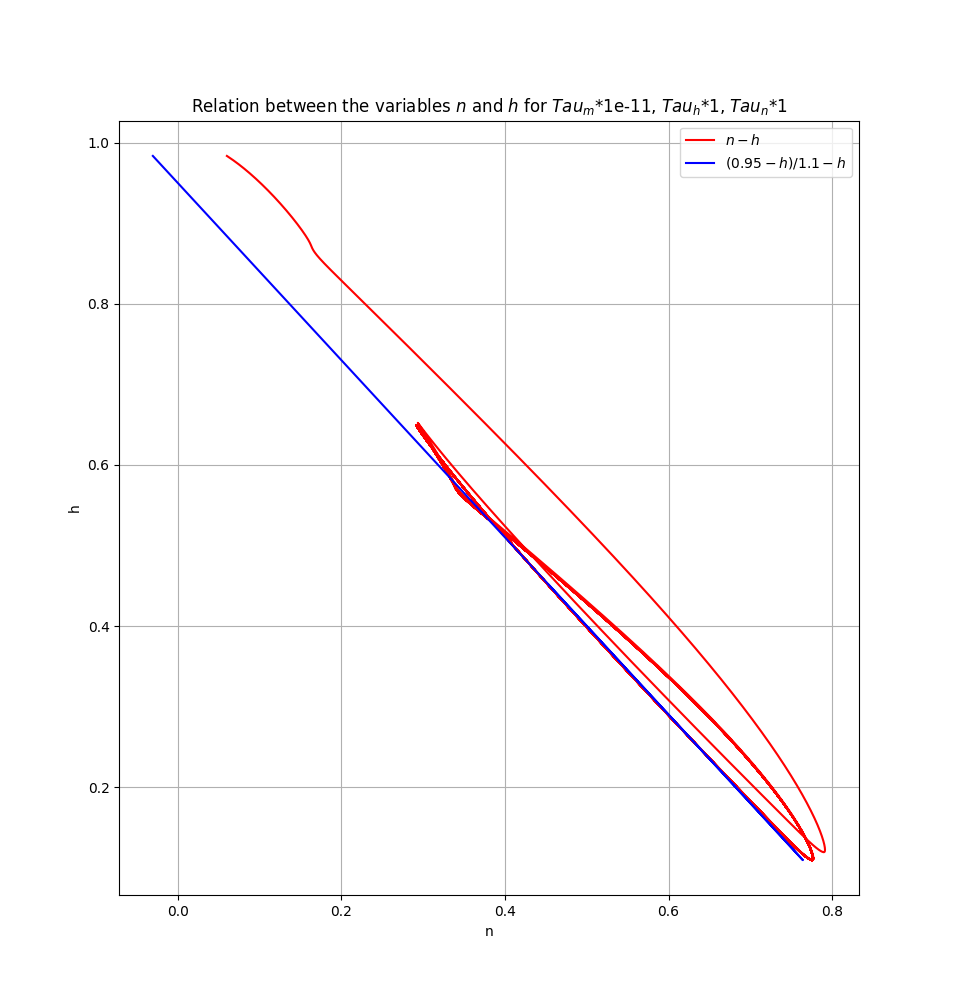 Relation between the variables n and h for Tau_m*1e-11, Tau_h*1, Tau_n*1
n − h
(0.95 − h)/1.1 − h
1.0
0.8
0.6
0.4
0.2
h
0.0 0.2 0.4 0.6 0.8
n